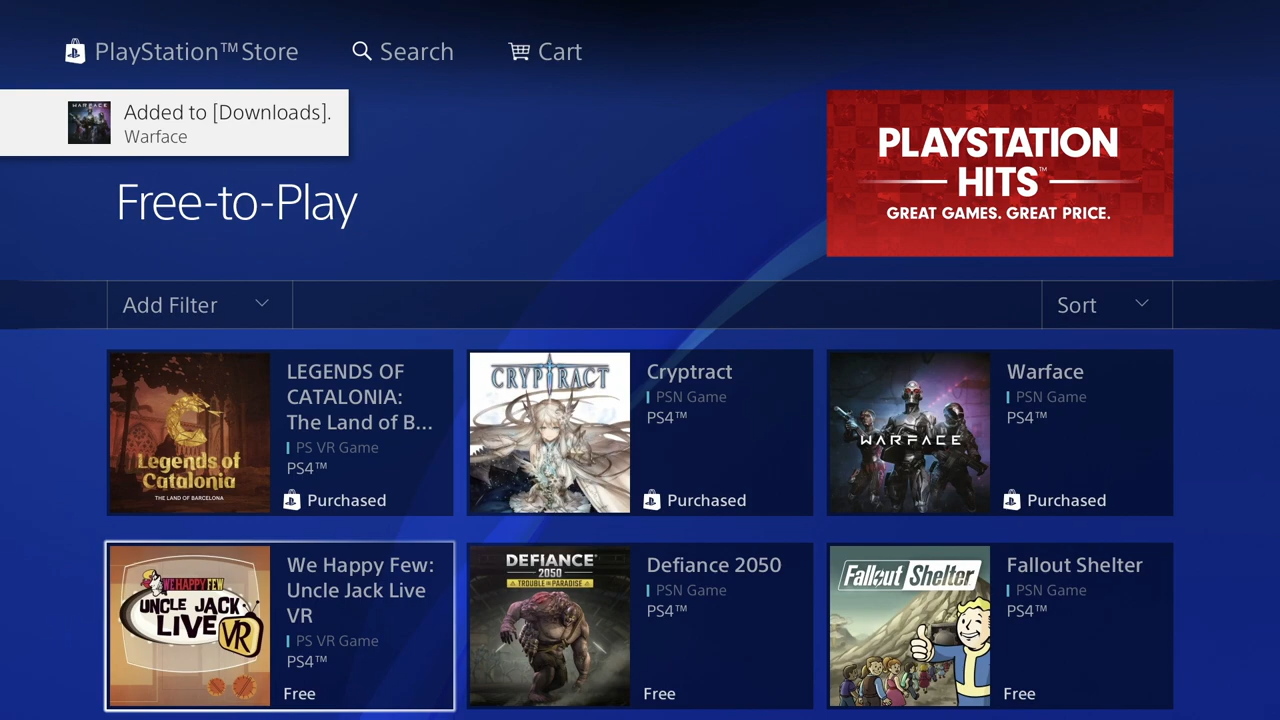 PlayStation™Store
Search
Cart
WARFACE
Added to [Downloads].
Warface
Free-to-Play
PLAYSTATION
HITS™
GREAT GAMES. GREAT PRICE.
Add Filter
Sort
Legends of
Catalonia
THE LAND OF BARCELONA
LEGENDS OF
CATALONIA:
The Land of B...
PS VR Game
PS4™
Purchased
CRYPTRACT
Cryptract
PSN Game
PS4™
Purchased
WARFACE
Warface
PSN Game
PS4™
Purchased
WE HAPPY FEW
UNCLE JACK
LIVE
VR
We Happy Few:
Uncle Jack Live
VR
PS VR Game
PS4™
Free
DEFIANCE
2050
TROUBLE IN PARADISE
Defiance 2050
PSN Game
PS4™
Free
Fallout Shelter
Fallout Shelter
PSN Game
PS4™
Free